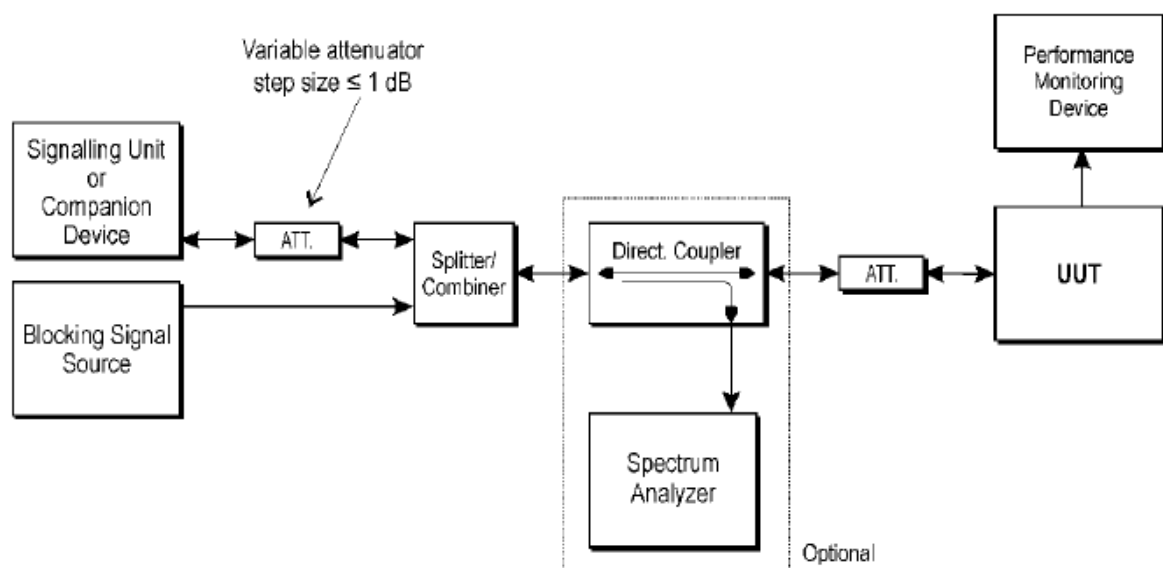 Variable attenuator
step size ≤ 1 dB
Signalling Unit
or
Companion
Device
ATT.
Splitter/
Combiner
Blocking Signal
Source
Direct. Coupler
Spectrum
Analyzer
Optional
ATT.
UUT
Performance
Monitoring
Device